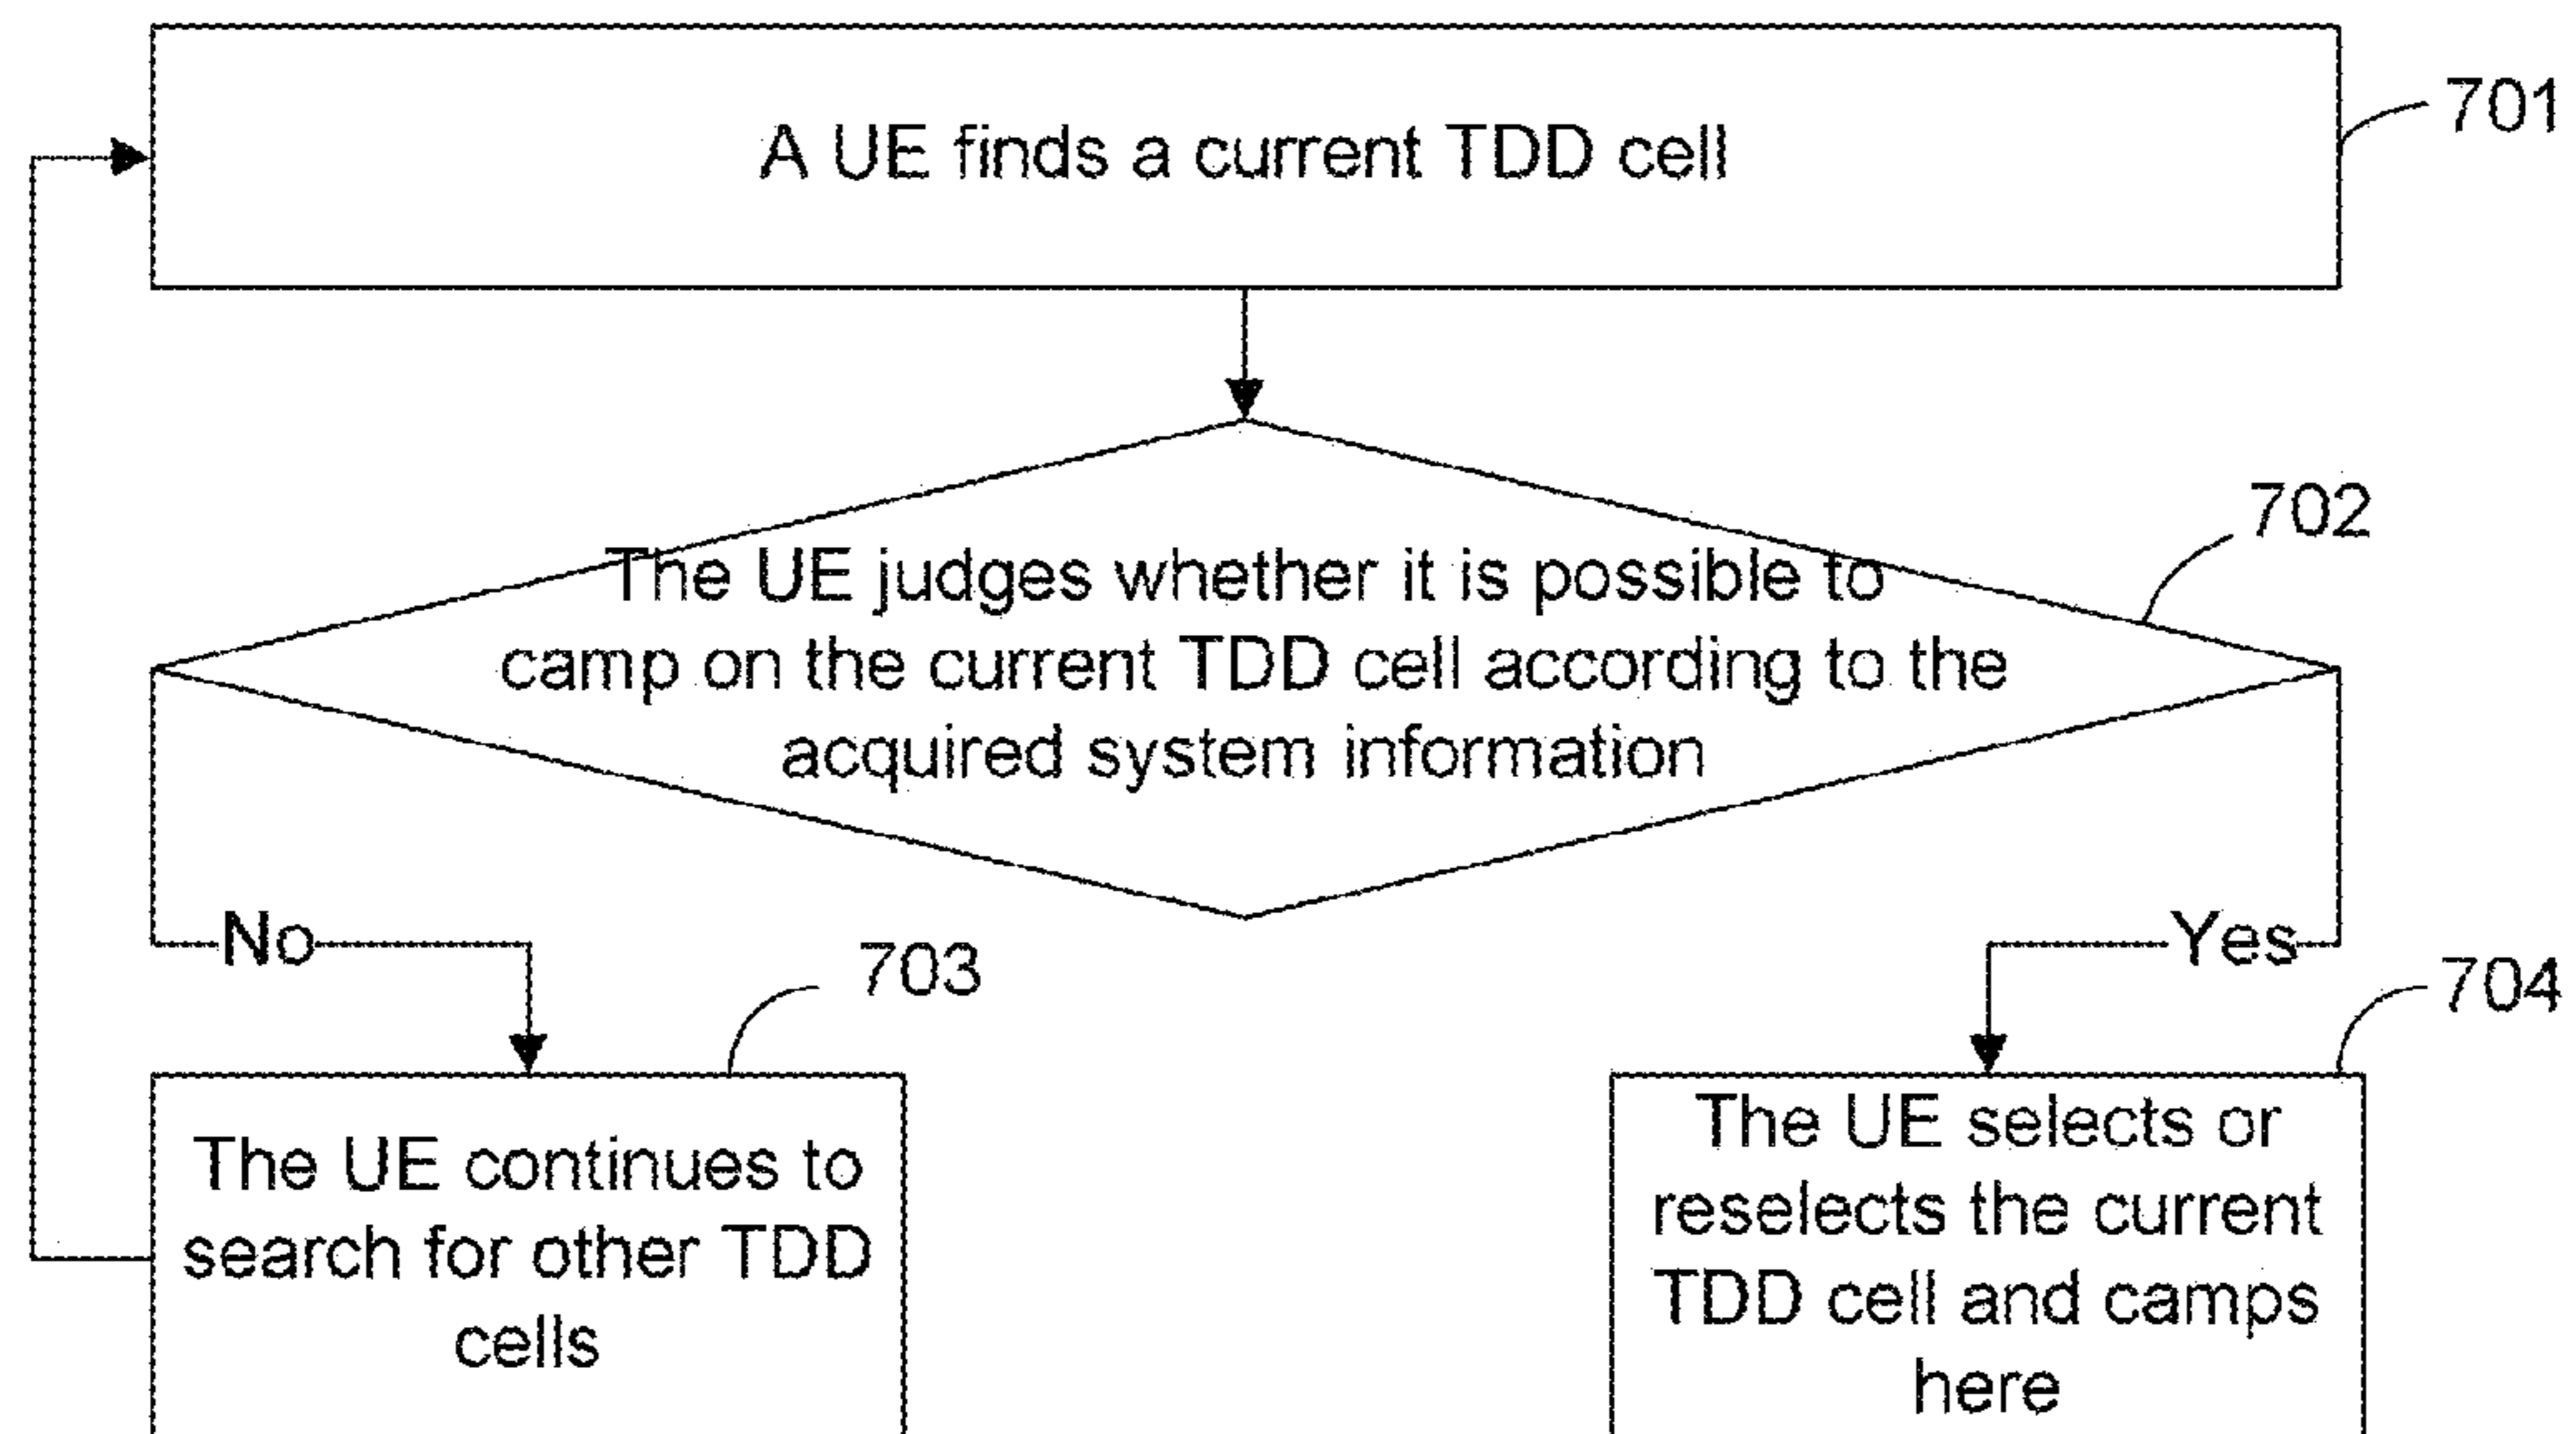 A UE finds a current TDD cell
701
702
The UE judges whether it is possible to
camp on the current TDD cell according to the
acquired system information
No
Yes
703
704
The UE continues to
search for other TDD
cells
The UE selects or
reselects the current
TDD cell and camps
here